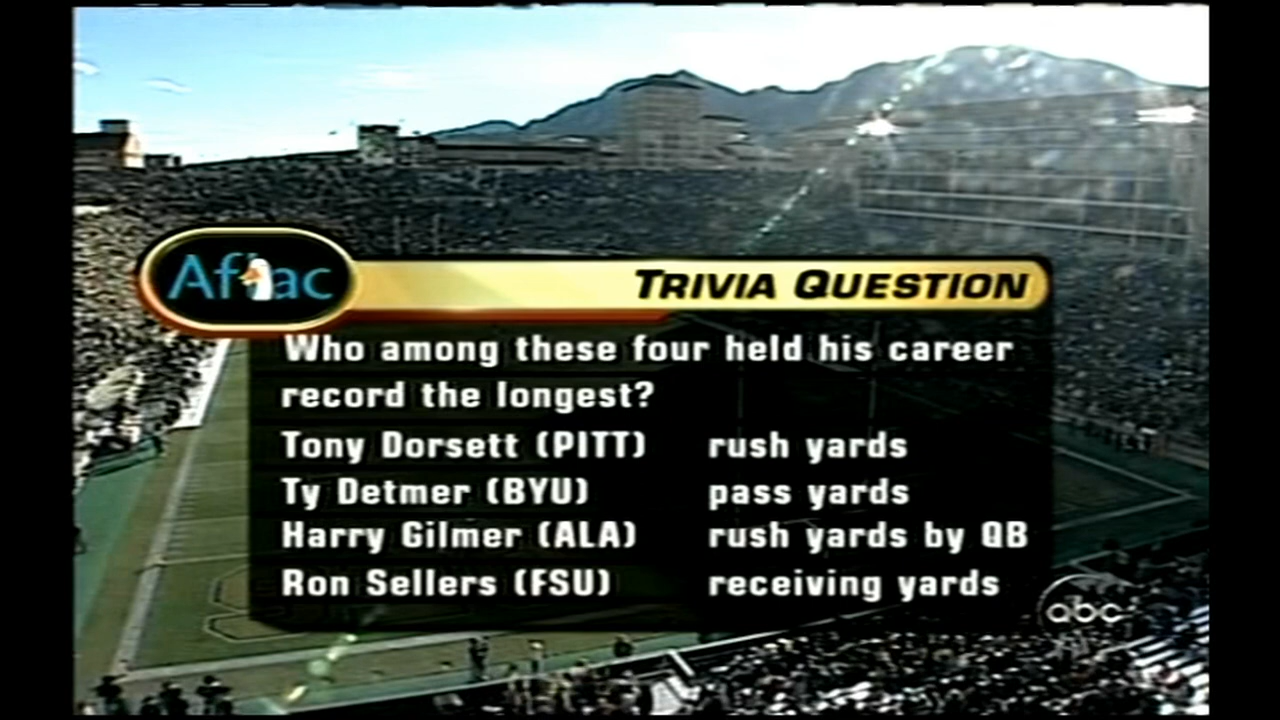 Aflac
TRIVIA QUESTION
Who among these four held his career
record the longest?
Tony Dorsett (PITT) rush yards
Ty Detmer (BYU) pass yards
Harry Gilmer (ALA) rush yards by QB
Ron Sellers (FSU) receiving yards
abc